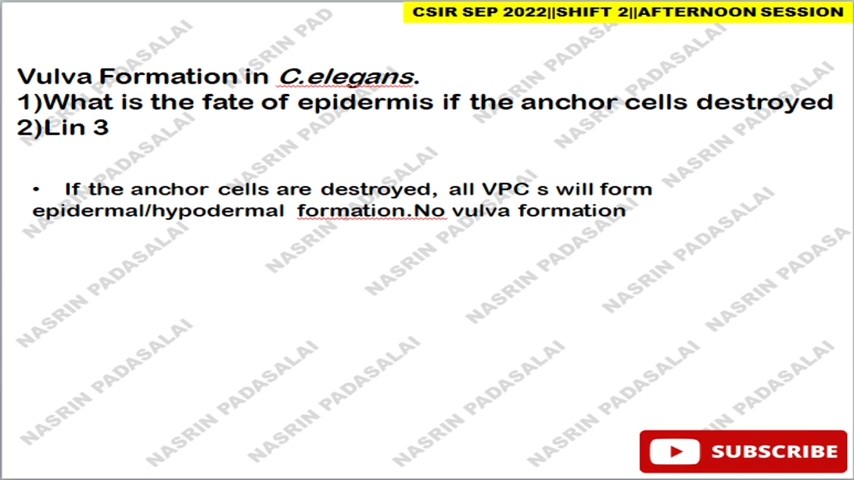 CSIR SEP 2022||SHIFT 2||AFTERNOON SESSION
Vulva Formation in C.elegans.
1)What is the fate of epidermis if the anchor cells destroyed
2)Lin 3
• If the anchor cells are destroyed, all VPC s will form
epidermal/hypodermal formation.No vulva formation
NASRIN PADASALAI
SUBSCRIBE